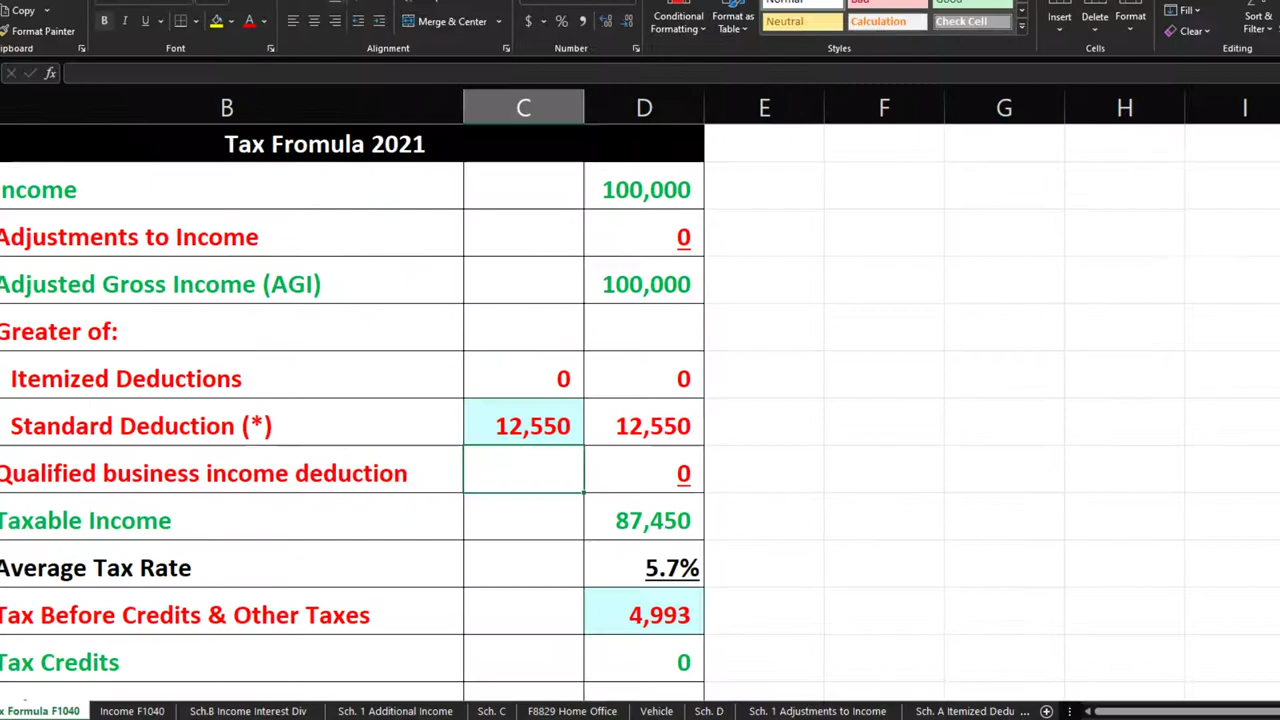 Copy
Format Painter
B I U A
Merge & Center
$ % ,
Conditional Formatting
Format as Table
Normal Bad Good
Neutral Calculation Check Cell
Insert Delete Format
Fill
Clear
Sort & Filter
Font Alignment Number Styles Cells Editing
fx
B C D E F G H I
Tax Fromula 2021
ncome 100,000
Adjustments to Income 0
Adjusted Gross Income (AGI) 100,000
Greater of:
Itemized Deductions 0 0
Standard Deduction (*) 12,550 12,550
Qualified business income deduction 0
Taxable Income 87,450
Average Tax Rate 5.7%
Tax Before Credits & Other Taxes 4,993
Tax Credits 0
x Formula F1040 Income F1040 Sch.B Income Interest Div Sch. 1 Additional Income Sch. C F8829 Home Office Vehicle Sch. D Sch. 1 Adjustments to Income Sch. A Itemized Dedu ...